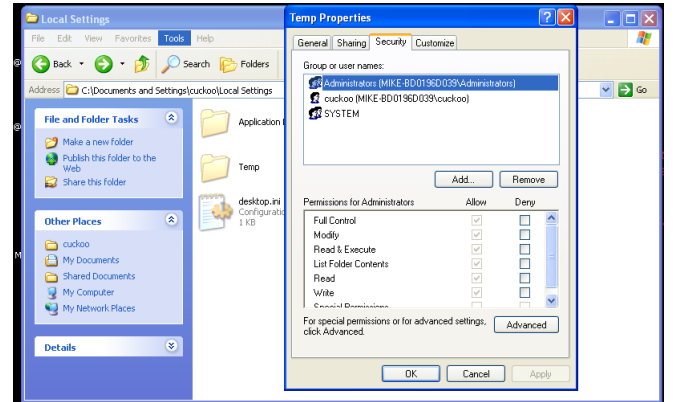 Local Settings
File Edit View Favorites Tools Help
Back Search Folders
Address C:\Documents and Settings\cuckoo\Local Settings Go
File and Folder Tasks
Make a new folder
Publish this folder to the
Web
Share this folder
Other Places
cuckoo
My Documents
Shared Documents
My Computer
My Network Places
Details
Application
Temp
desktop.ini
Configuratio
1 KB
Temp Properties
General Sharing Security Customize
Group or user names:
Administrators (MIKE-BD0196D039\Administrators)
cuckoo (MIKE-BD0196D039\cuckoo)
SYSTEM
Add... Remove
Permissions for Administrators Allow Deny
Full Control
Modify
Read & Execute
List Folder Contents
Read
Write
Special Permissions
For special permissions or for advanced settings,
click Advanced.
Advanced
OK Cancel Apply